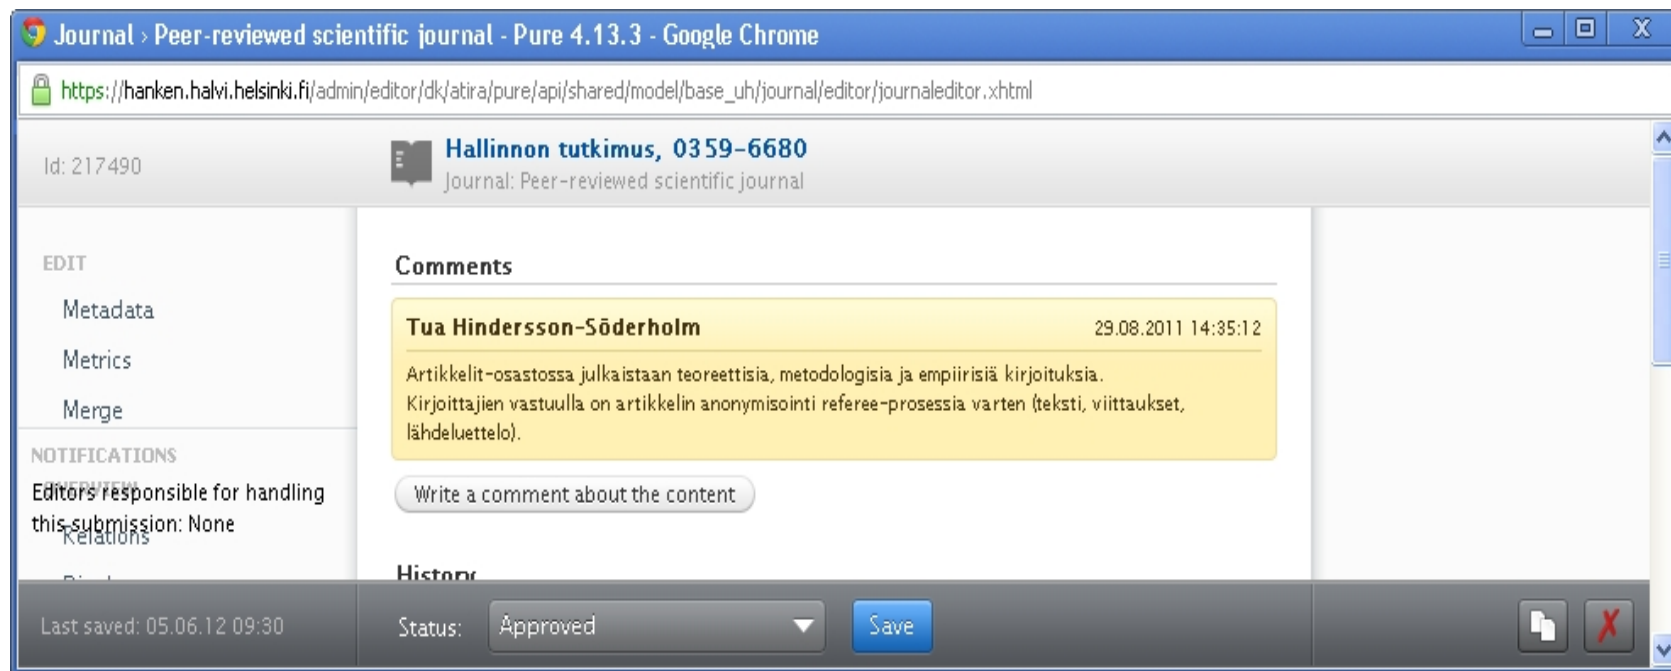 Journal › Peer-reviewed scientific journal - Pure 4.13.3 - Google Chrome
https://hanken.halvi.helsinki.fi/admin/editor/dk/atira/pure/api/shared/model/base_uh/journal/editor/journaleditor.xhtml
Id: 217490
Hallinnon tutkimus, 0359-6680
Journal: Peer-reviewed scientific journal
EDIT
Metadata
Metrics
Merge
NOTIFICATIONS
OVERVIEW
Editors responsible for handling
this submission: None
Relations
Comments
Tua Hindersson-Söderholm 29.08.2011 14:35:12
Artikkelit-osastossa julkaistaan teoreettisia, metodologisia ja empiirisiä kirjoituksia.
Kirjoittajien vastuulla on artikkelin anonymisointi referee-prosessia varten (teksti, viittaukset,
lähdeluettelo).
Write a comment about the content
History
Last saved: 05.06.12 09:30
Status: Approved Save